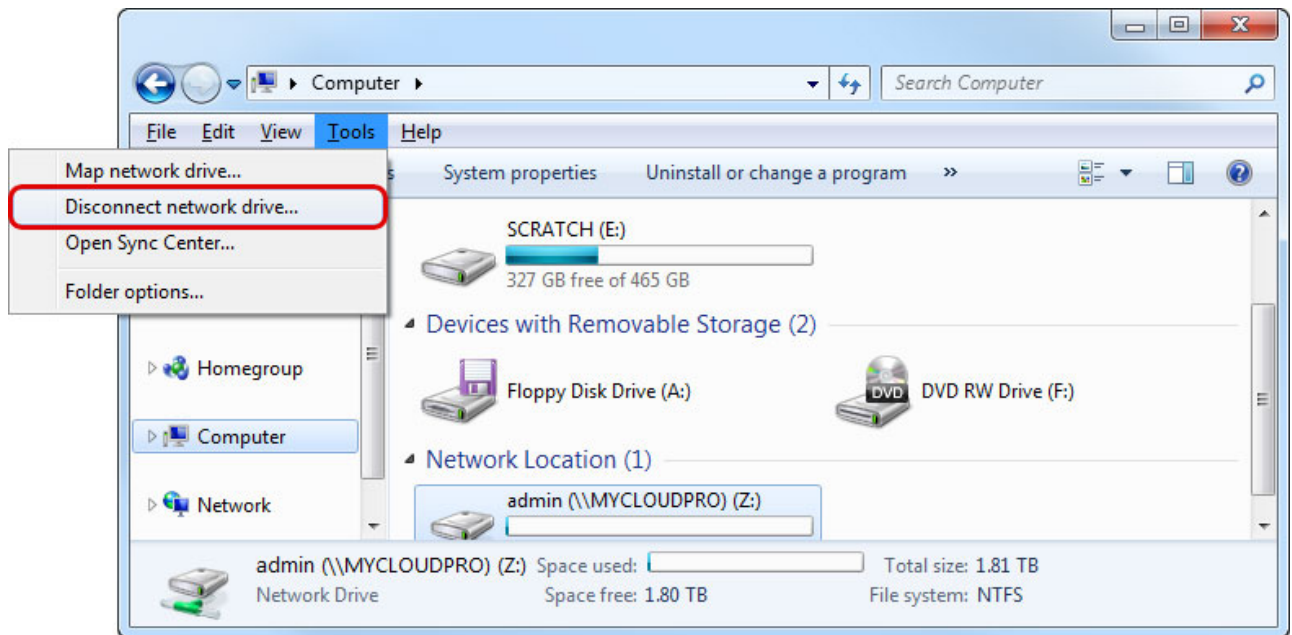 Computer
Search Computer
File Edit View Tools Help
Map network drive...
Disconnect network drive...
Open Sync Center...
Folder options...
s System properties Uninstall or change a program »
SCRATCH (E:)
327 GB free of 465 GB
Devices with Removable Storage (2)
Floppy Disk Drive (A:)
DVD
DVD RW Drive (F:)
Network Location (1)
admin (\\MYCLOUDPRO) (Z:)
Homegroup
Computer
Network
admin (\\MYCLOUDPRO) (Z:) Space used: Total size: 1.81 TB
Network Drive Space free: 1.80 TB File system: NTFS